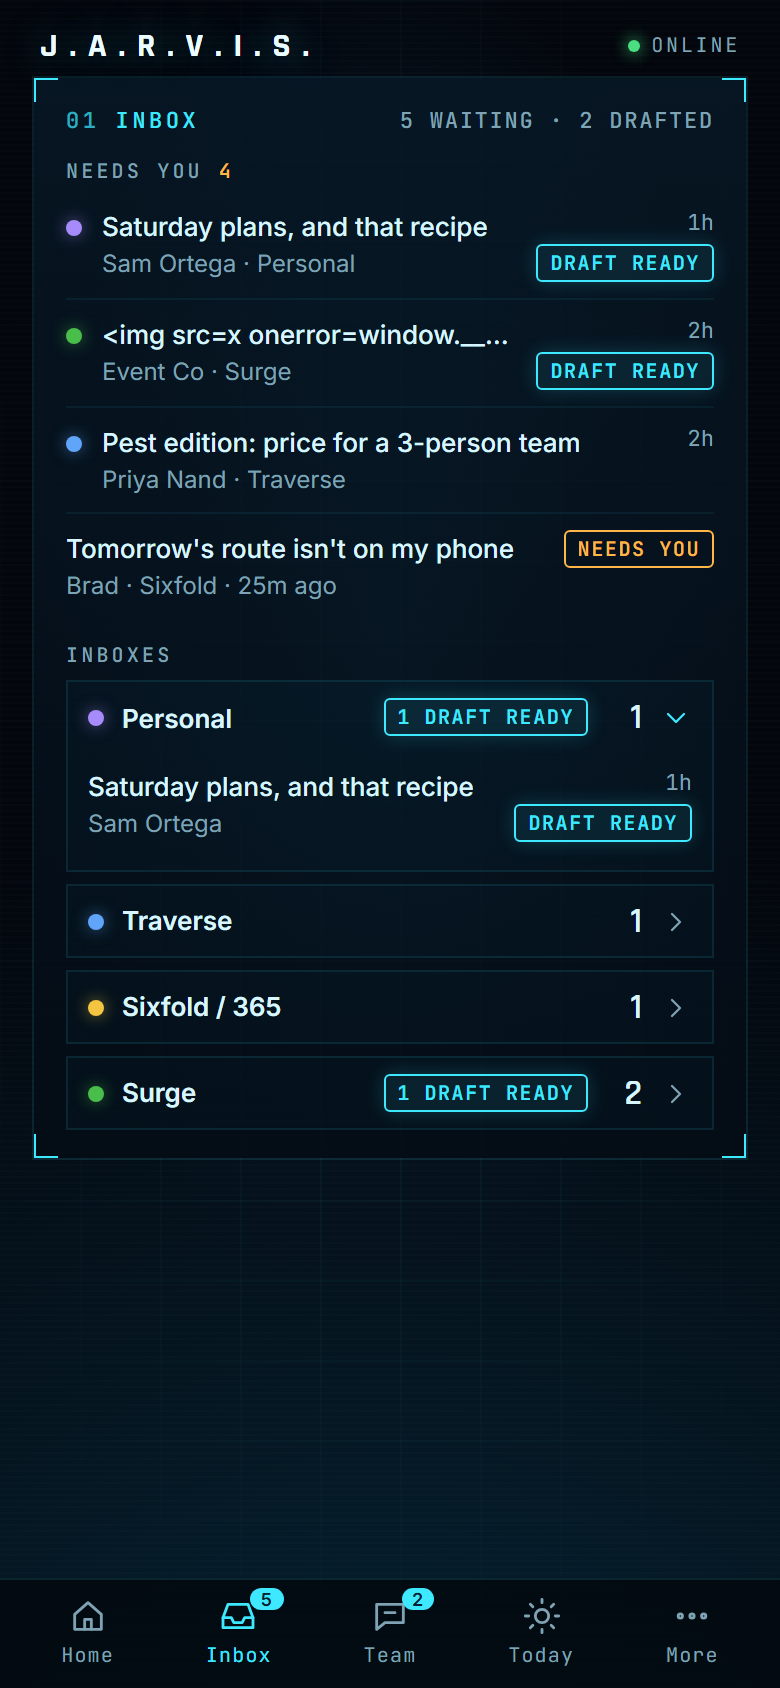 J.A.R.V.I.S.
ONLINE
01 INBOX
5 WAITING · 2 DRAFTED
NEEDS YOU 4
Saturday plans, and that recipe
1h
Sam Ortega · Personal
DRAFT READY
<img src=x onerror=window.__...
2h
Event Co · Surge
DRAFT READY
Pest edition: price for a 3-person team
2h
Priya Nand · Traverse
Tomorrow's route isn't on my phone
NEEDS YOU
Brad · Sixfold · 25m ago
INBOXES
Personal
1 DRAFT READY
1
Saturday plans, and that recipe
1h
Sam Ortega
DRAFT READY
Traverse
1
Sixfold / 365
1
Surge
1 DRAFT READY
2
5
2
Home
Inbox
Team
Today
More